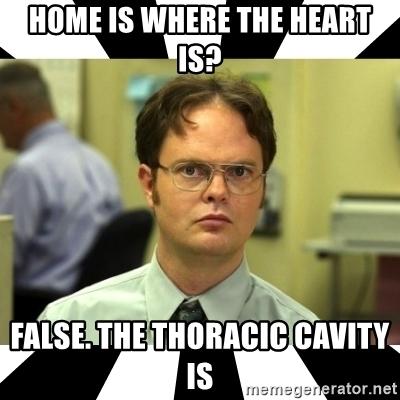 HOME IS WHERE THE HEART
IS?
FALSE. THE THORACIC CAVITY
IS
memegenerator.net